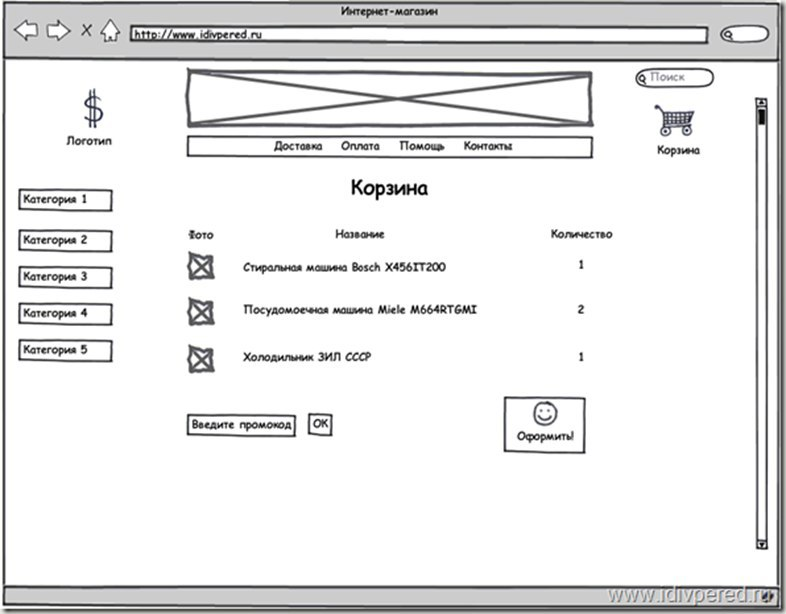 Интернет-магазин
http://www.idivpered.ru
Поиск
$
Логотип
Доставка Оплата Помощь Контакты
Корзина
Корзина
Категория 1
Категория 2
Категория 3
Категория 4
Категория 5
Фото Название Количество
Стиральная машина Bosch X456IT200 1
Посудомоечная машина Miele M664RTGMI 2
Холодильник ЗИЛ СССР 1
Введите промокод OK
Оформить!
www.idivpered.ru